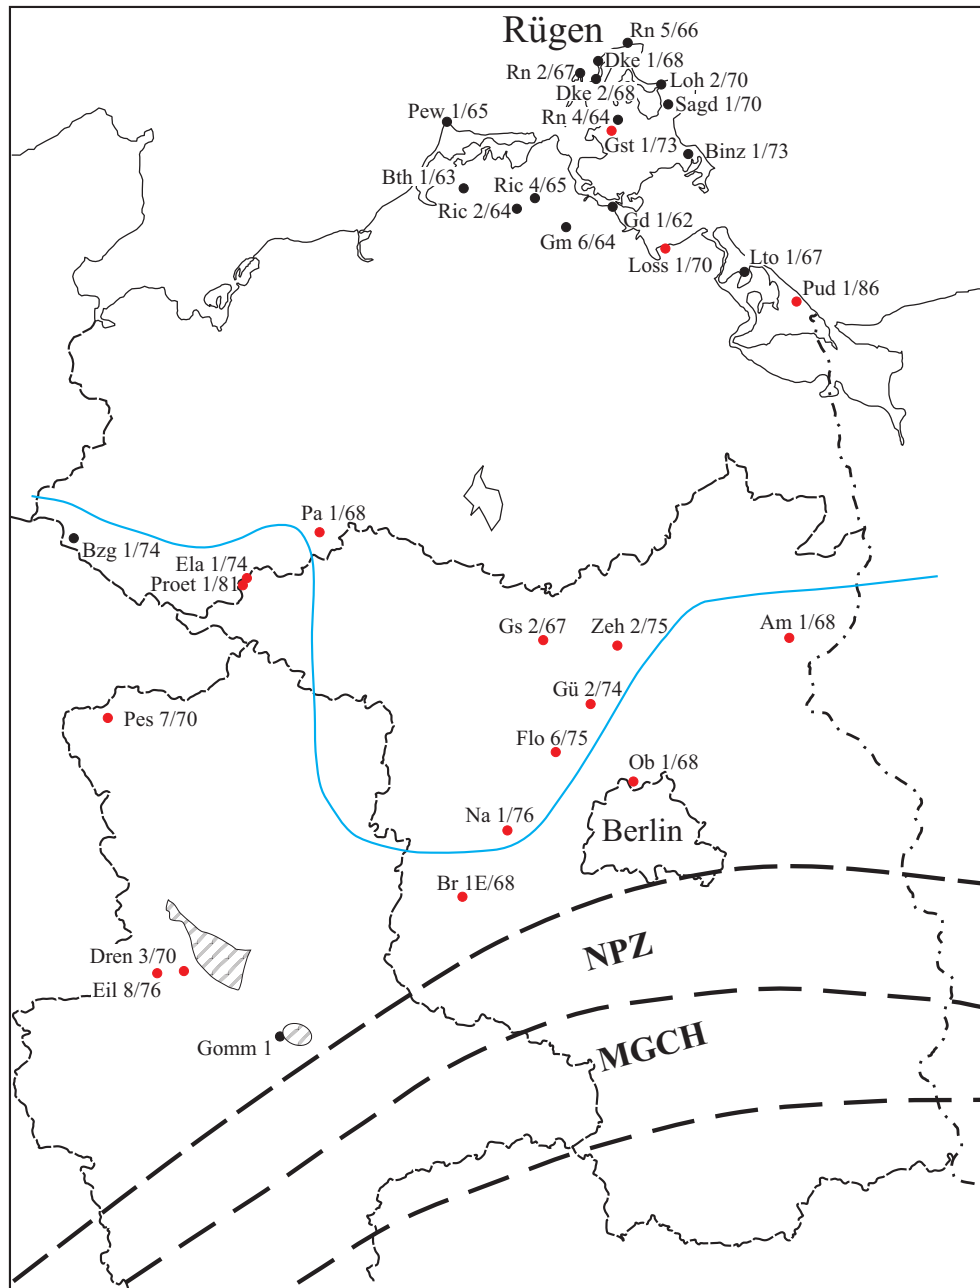 Rügen
Rn 5/66
Dke 1/68
Rn 2/67
Loh 2/70
Dke 2/68
Sagd 1/70
Pew 1/65
Rn 4/64
Gst 1/73
Binz 1/73
Bth 1/63
Ric 4/65
Ric 2/64
Gd 1/62
Gm 6/64
Loss 1/70
Lto 1/67
Pud 1/86
Pa 1/68
Bzg 1/74
Ela 1/74
Proet 1/81
Gs 2/67
Zeh 2/75
Am 1/68
Gü 2/74
Pes 7/70
Flo 6/75
Ob 1/68
Na 1/76
Berlin
Br 1E/68
NPZ
Dren 3/70
Eil 8/76
MGCH
Gomm 1